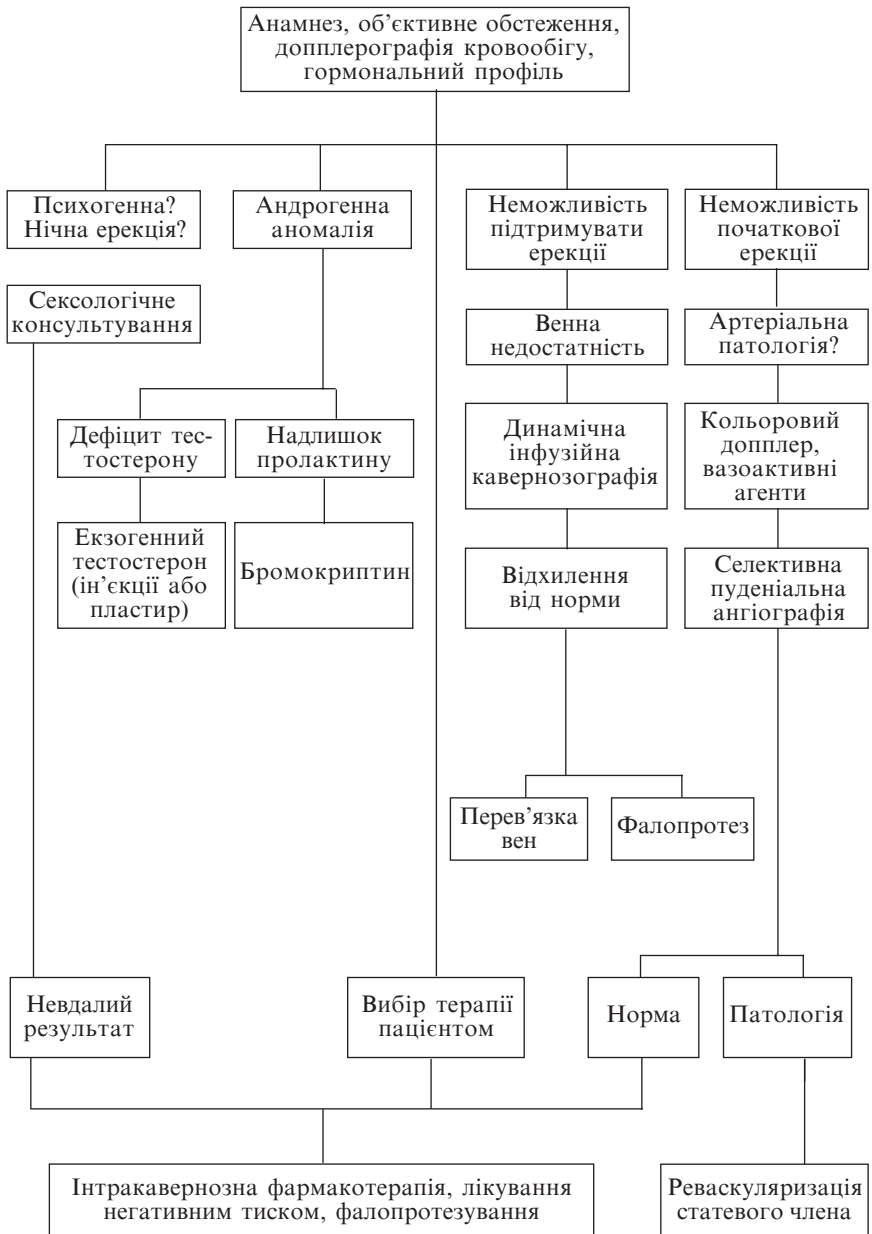 Анамнез, об’єктивне обстеження,
допплерографія кровообігу,
гормональний профіль
Психогенна?
Нічна ерекція?
Андрогенна
аномалія
Неможливість
підтримувати
ерекції
Неможливість
початкової
ерекції
Сексологічне
консультування
Венна
недостатність
Артеріальна
патологія?
Дефіцит тес-
тостерону
Надлишок
пролактину
Динамічна
інфузійна
кавернозографія
Кольоровий
допплер,
вазоактивні
агенти
Екзогенний
тестостерон
(ін’єкції або
пластир)
Бромокриптин
Відхилення
від норми
Селективна
пуденіальна
ангіографія
Перев’язка
вен
Фалопротез
Невдалий
результат
Вибір терапії
пацієнтом
Норма
Патологія
Інтракавернозна фармакотерапія, лікування
негативним тиском, фалопротезування
Реваскуляризація
статевого члена